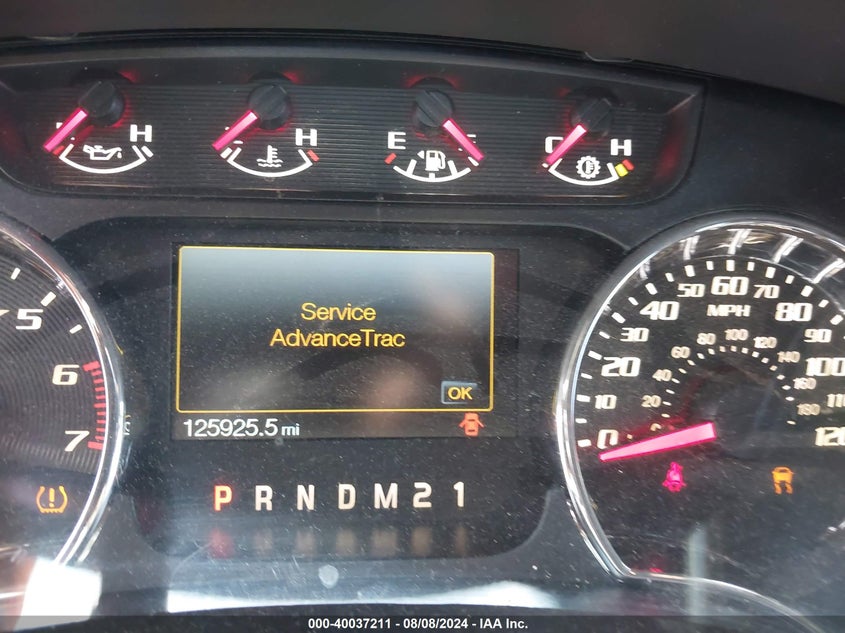 H H E C H
Service
AdvanceTrac
OK
125925.5 mi
P R N D M 2 1
5
6
7
MPH
0 10 20 30 40 50 60 70 80 90 100 120
20 40 60 80 100 120 140 160 180
000-40037211 - 08/08/2024 - IAA Inc.